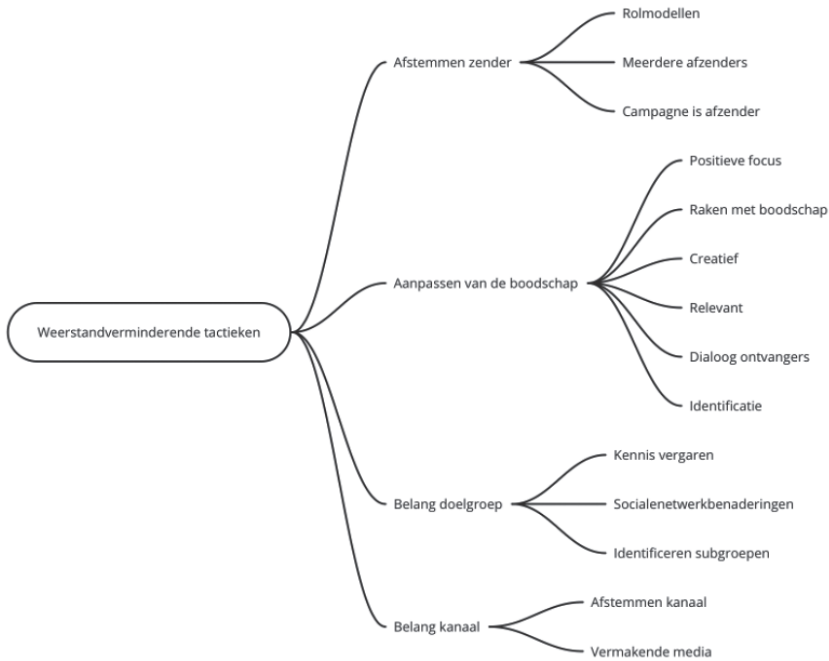 Weerstandverminderende tactieken
Afstemmen zender
Rolmodellen
Meerdere afzenders
Campagne is afzender
Aanpassen van de boodschap
Positieve focus
Raken met boodschap
Creatief
Relevant
Dialoog ontvangers
Identificatie
Belang doelgroep
Kennis vergaren
Socialenetwerkbenaderingen
Identificeren subgroepen
Belang kanaal
Afstemmen kanaal
Vermakende media